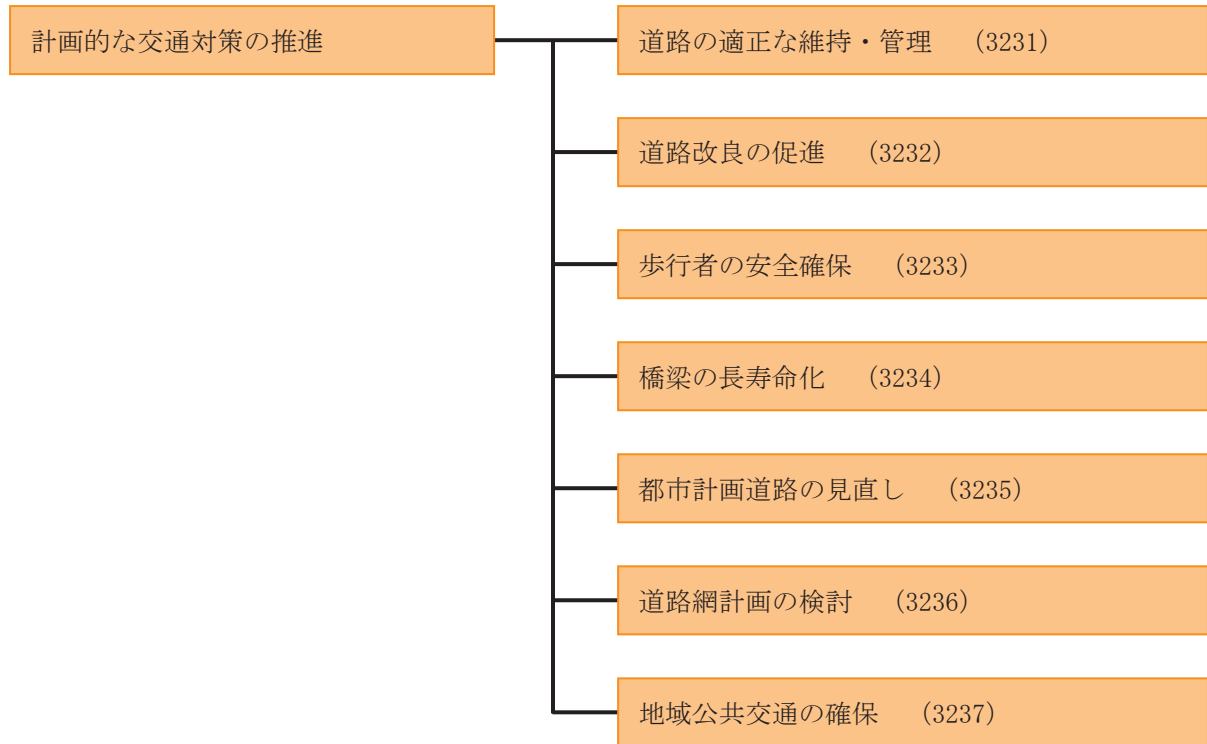 計画的な交通対策の推進
道路の適正な維持・管理　（3231）
道路改良の促進　（3232）
歩行者の安全確保　（3233）
橋梁の長寿命化　（3234）
都市計画道路の見直し　（3235）
道路網計画の検討　（3236）
地域公共交通の確保　（3237）